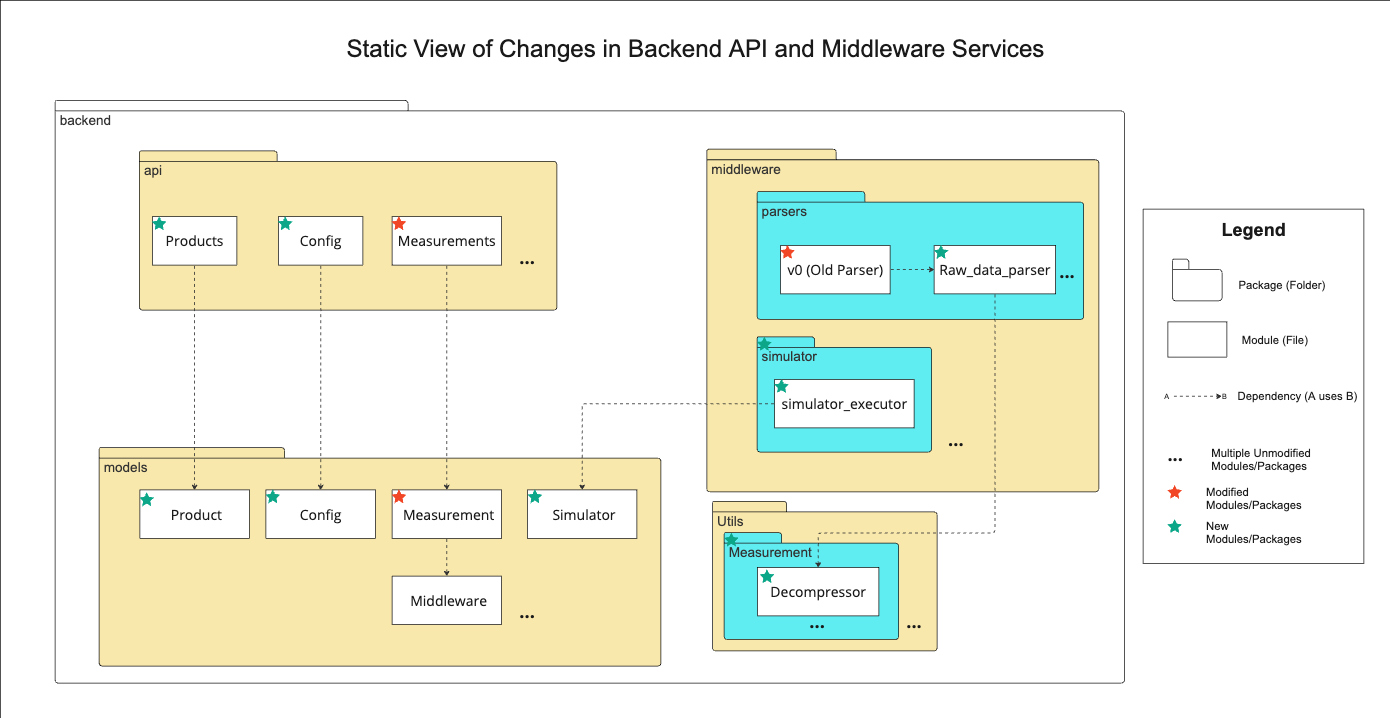 Static View of Changes in Backend API and Middleware Services
backend
api
Products
Config
Measurements
...
middleware
parsers
v0 (Old Parser)
Raw_data_parser
...
simulator
simulator_executor
...
models
Product
Config
Measurement
Simulator
Middleware
...
Utils
Measurement
Decompressor
...
...
Legend
Package (Folder)
Module (File)
A
B
Dependency (A uses B)
...
Multiple Unmodified
Modules/Packages
Modified
Modules/Packages
New
Modules/Packages